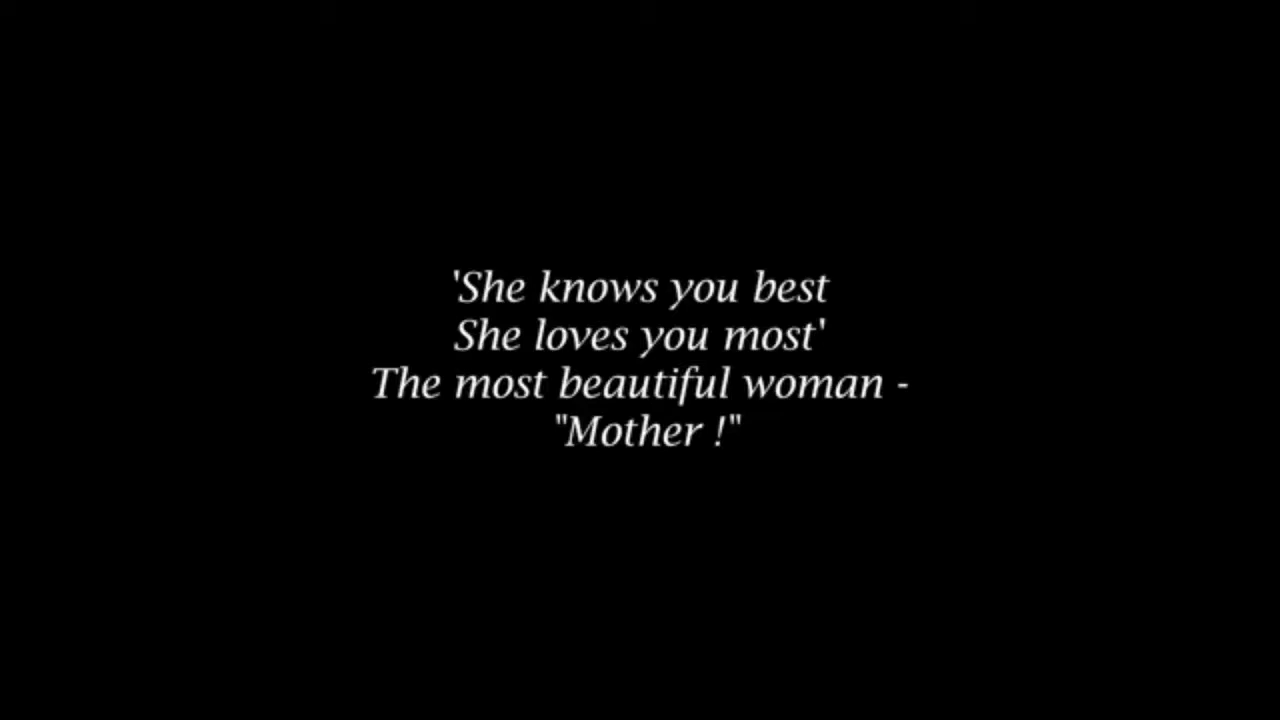 'She knows you best
She loves you most'
The most beautiful woman -
"Mother !"